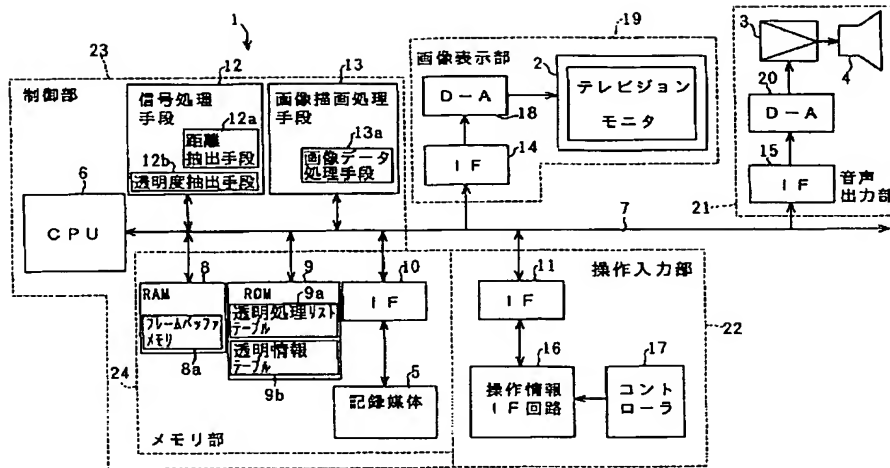 1
23
制御部
12
信号処理
手段
12a
距離
抽出手段
12b
透明度抽出手段
13
画像描画処理
手段
13a
画像データ
処理手段
6
CPU
画像表示部
19
D-A
18
IF
14
2
テレビジョン
モニタ
3
4
20
D-A
15
IF
音声
出力部
21
7
8
RAM
フレームバッファ
メモリ
8a
9
ROM
9a
透明処理リスト
テーブル
透明情報
テーブル
9b
10
IF
5
記録媒体
24
メモリ部
操作入力部
11
IF
16
操作情報
IF回路
17
コント
ローラ
22